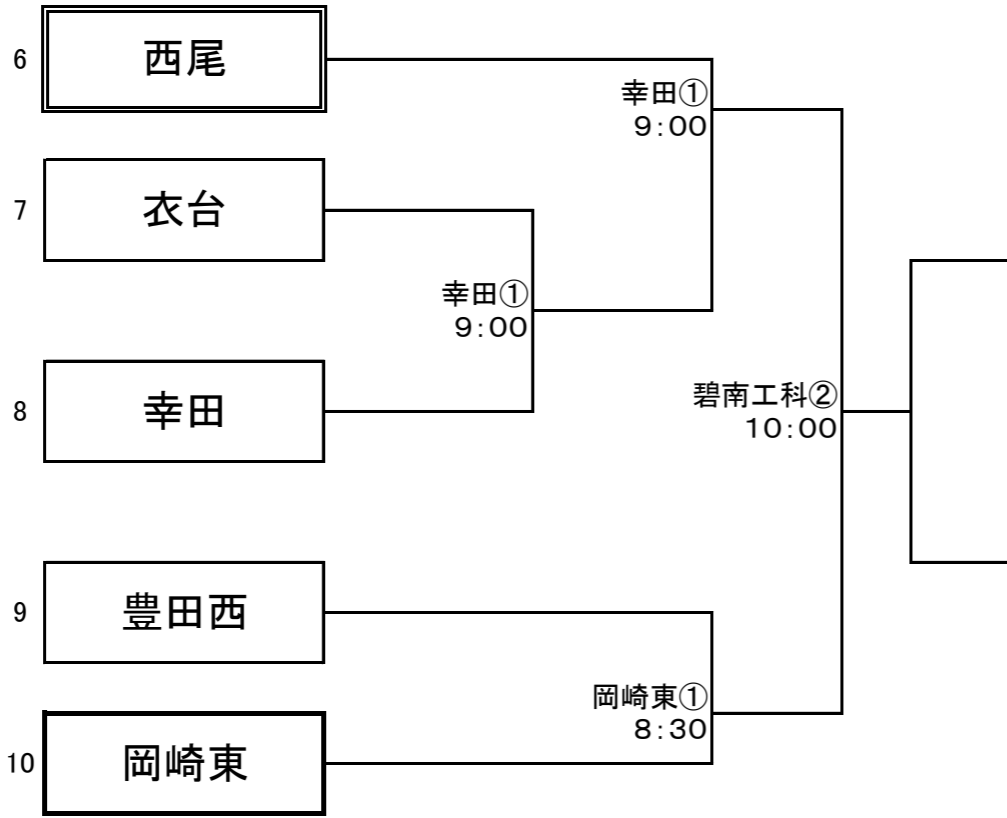 6
西尾
幸田①
9:00
7
衣台
幸田①
9:00
8
幸田
碧南工科②
10:00
9
豊田西
岡崎東①
8:30
10
岡崎東